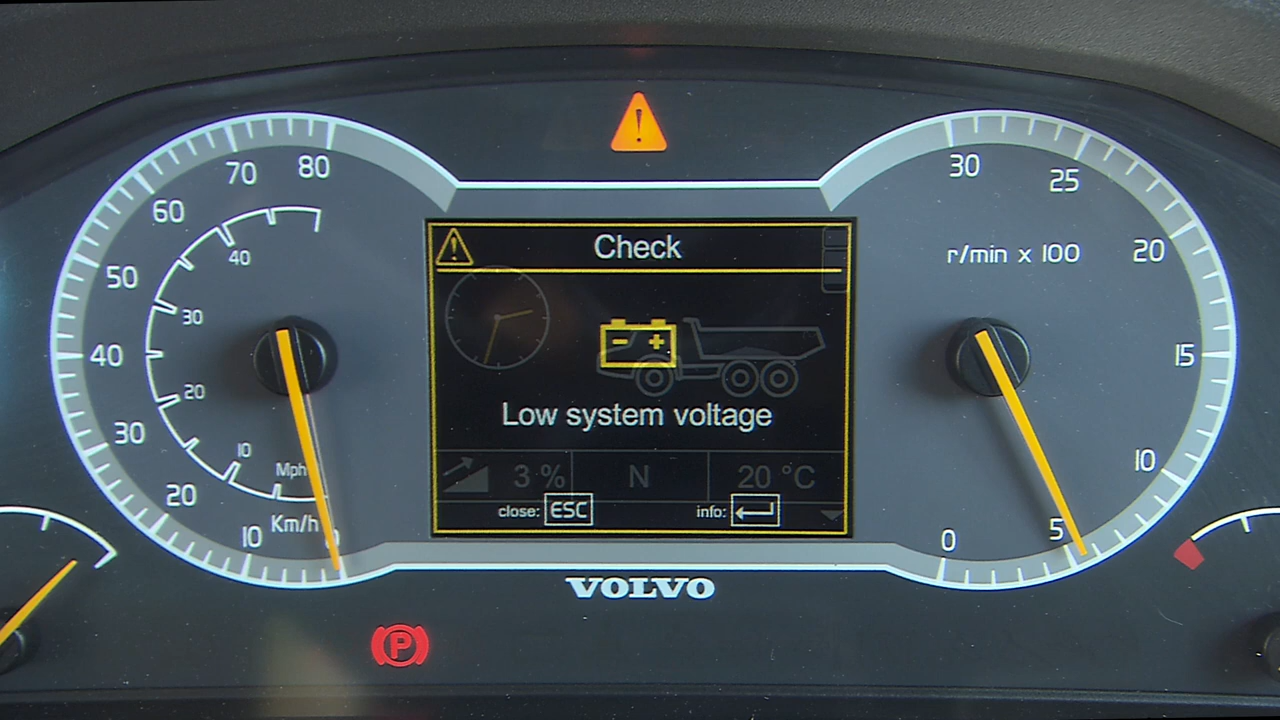 70 80
60
50
40
30
20
10
40
30
20
10
Mph
Km/h
Check
Low system voltage
3 % N 20 °C
close: ESC
info:
30
25
20
15
10
5
0
r/min x 100
VOLVO
P